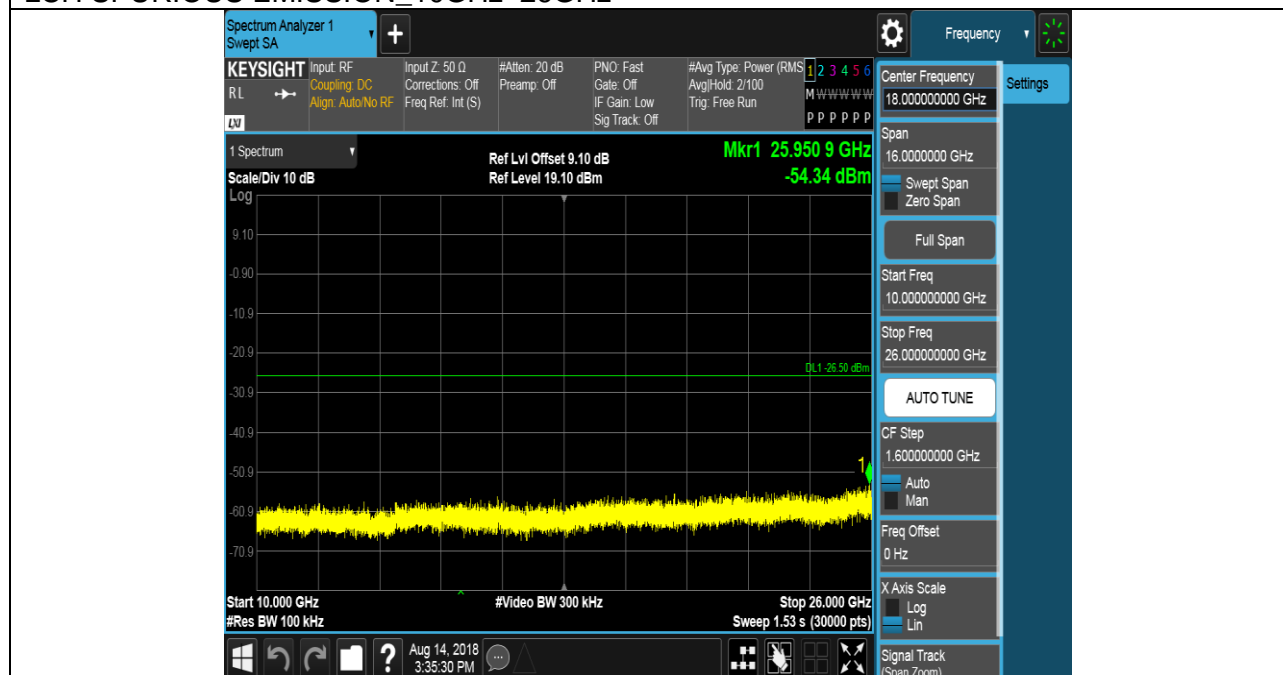 Spectrum Analyzer 1
Swept SA
+
Frequency
KEYSIGHT
RL
LXI
Input: RF
Coupling: DC
Align: Auto/No RF
Input Z: 50 Ω
Corrections: Off
Freq Ref: Int (S)
#Atten: 20 dB
Preamp: Off
PNO: Fast
Gate: Off
IF Gain: Low
Sig Track: Off
#Avg Type: Power (RMS
Avg|Hold: 2/100
Trig: Free Run
1 2 3 4 5 6
M W W W W W
P P P P P P
1 Spectrum
Scale/Div 10 dB
Log
Ref Lvl Offset 9.10 dB
Ref Level 19.10 dBm
Mkr1 25.950 9 GHz
-54.34 dBm
9.10
-0.90
-10.9
-20.9
DL1 -26.50 dBm
-30.9
-40.9
-50.9
1
-60.9
-70.9
Start 10.000 GHz
#Res BW 100 kHz
#Video BW 300 kHz
Stop 26.000 GHz
Sweep 1.53 s (30000 pts)
?
Aug 14, 2018
3:35:30 PM
Center Frequency
18.000000000 GHz
Settings
Span
16.0000000 GHz
Swept Span
Zero Span
Full Span
Start Freq
10.000000000 GHz
Stop Freq
26.000000000 GHz
AUTO TUNE
CF Step
1.600000000 GHz
Auto
Man
Freq Offset
0 Hz
X Axis Scale
Log
Lin
Signal Track
(Span Zoom)